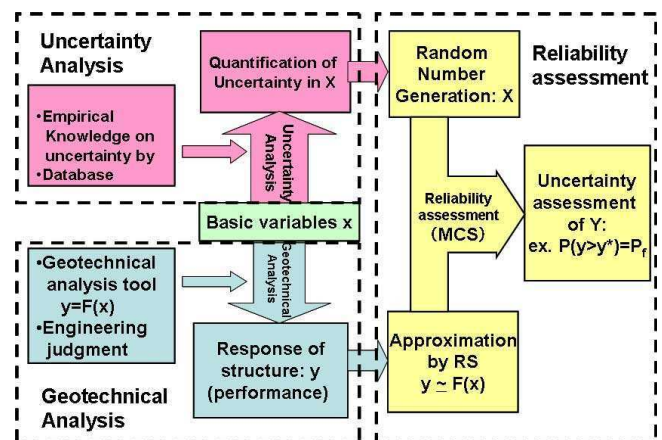 Uncertainty
Analysis
•Empirical
Knowledge on
uncertainty by
•Database
Quantification of
Uncertainty in X
Uncertainty
Analysis
Basic variables x
Geotechnical
Analysis
•Geotechnical
analysis tool
y=F(x)
•Engineering
judgment
Response of
structure: y
(performance)
Geotechnical
Analysis
Random
Number
Generation: X
Reliability
assessment
Reliability
assessment
(MCS)
Uncertainty
assessment
of Y:
ex. P(y>y*)=Pf
Approximation
by RS
y ~ F(x)